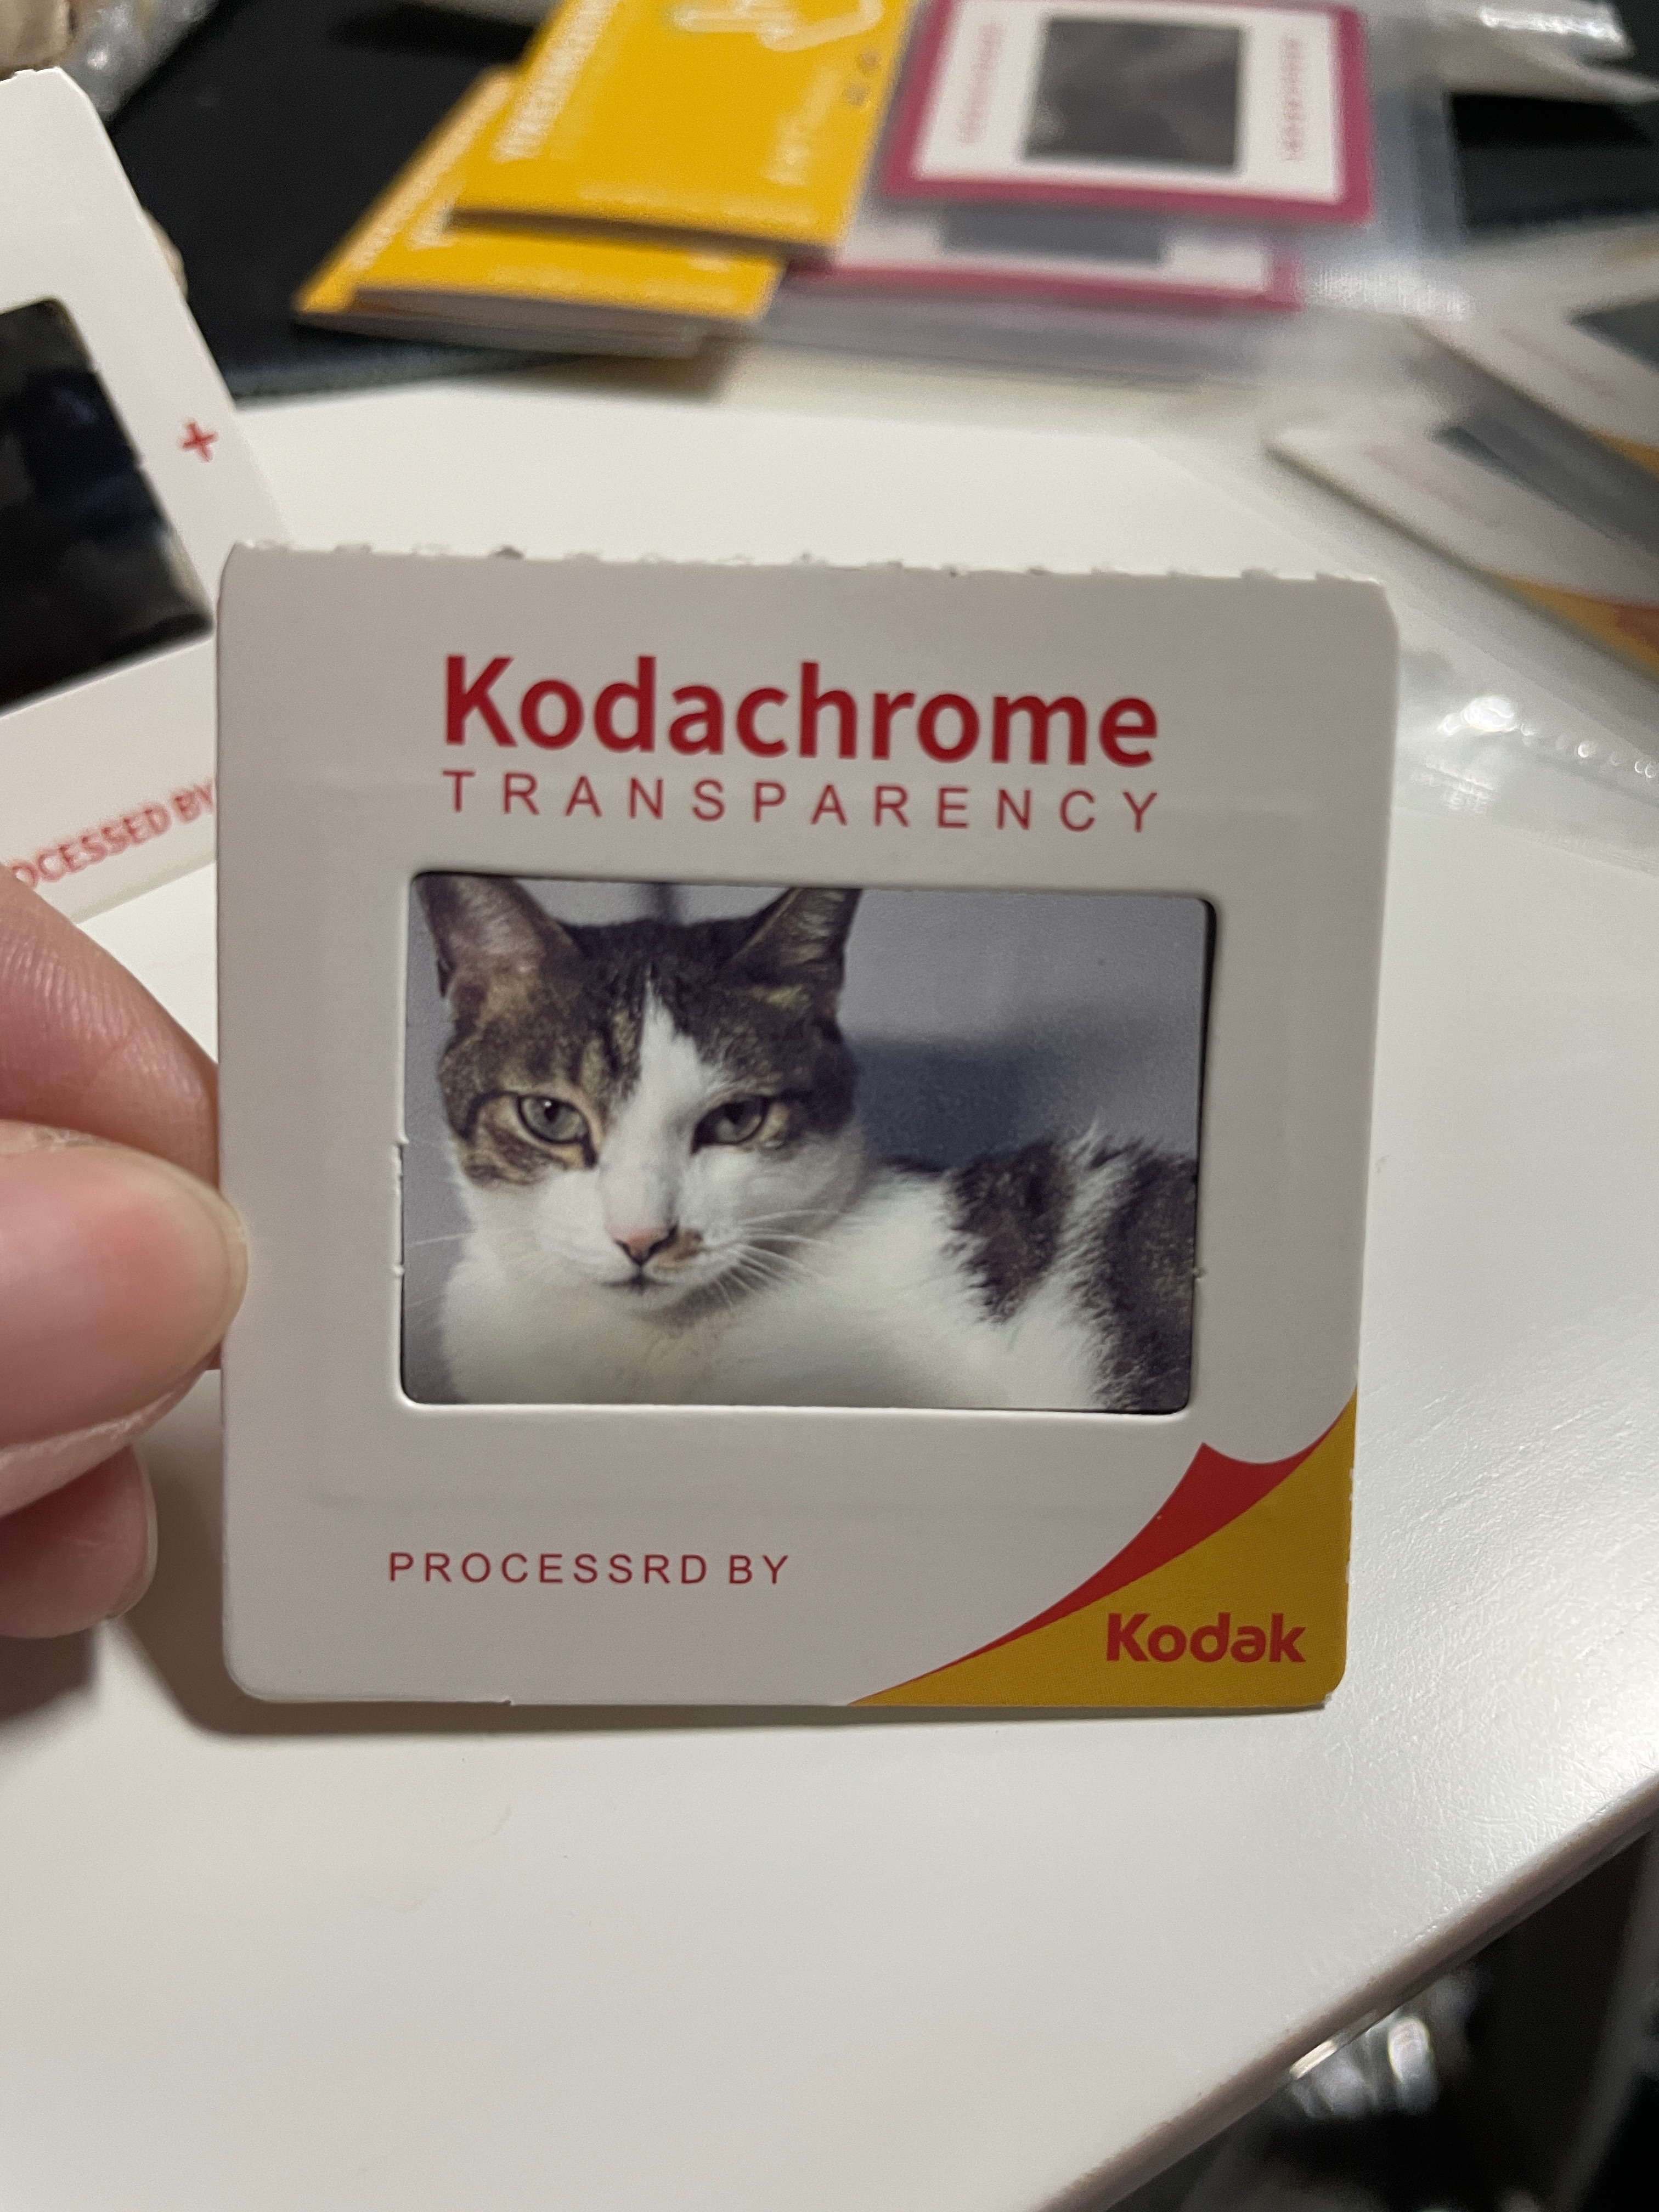 Kodachrome
TRANSPARENCY
PROCESSRD BY
Kodak
OCESSED BY